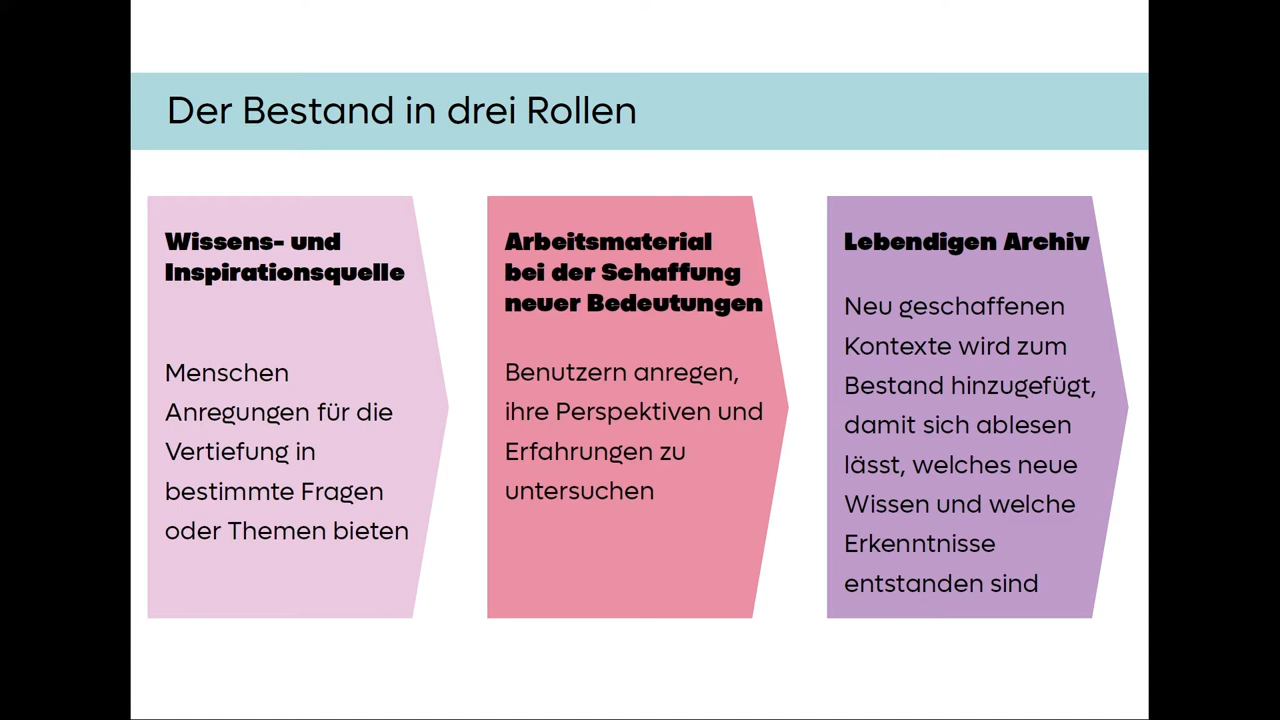 Der Bestand in drei Rollen
Wissens- und
Inspirationsquelle
Menschen
Anregungen für die
Vertiefung in
bestimmte Fragen
oder Themen bieten
Arbeitsmaterial
bei der Schaffung
neuer Bedeutungen
Benutzern anregen,
ihre Perspektiven und
Erfahrungen zu
untersuchen
Lebendigen Archiv
Neu geschaffenen
Kontexte wird zum
Bestand hinzugefügt,
damit sich ablesen
lässt, welches neue
Wissen und welche
Erkenntnisse
entstanden sind